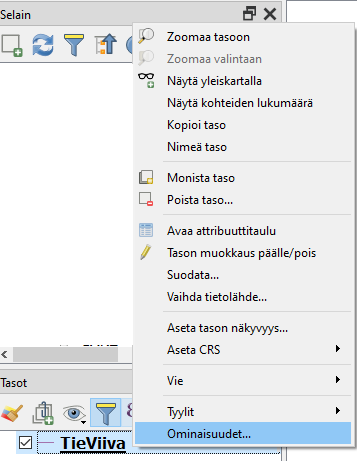 Selain
Zoomaa tasoon
Zoomaa valintaan
Näytä yleiskartalla
Näytä kohteiden lukumäärä
Kopioi taso
Nimeä taso
Monista taso
Poista taso...
Avaa attribuuttitaulu
Tason muokkaus päälle/pois
Suodata...
Vaihda tietolähde...
Aseta tason näkyvyys...
Aseta CRS
Vie
Tyylit
Ominaisuudet...
Tasot
TieViiva